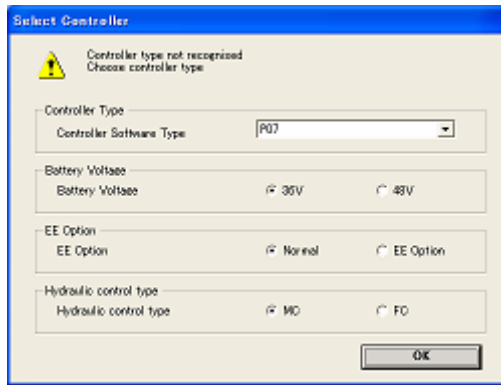 Select Controller
Controller type not recognised
Choose controller type
Controller Type
Controller Software Type P07
Battery Voltage
Battery Voltage 36V 48V
EE Option
EE Option Normal EE Option
Hydraulic control type
Hydraulic control type MC FC
OK